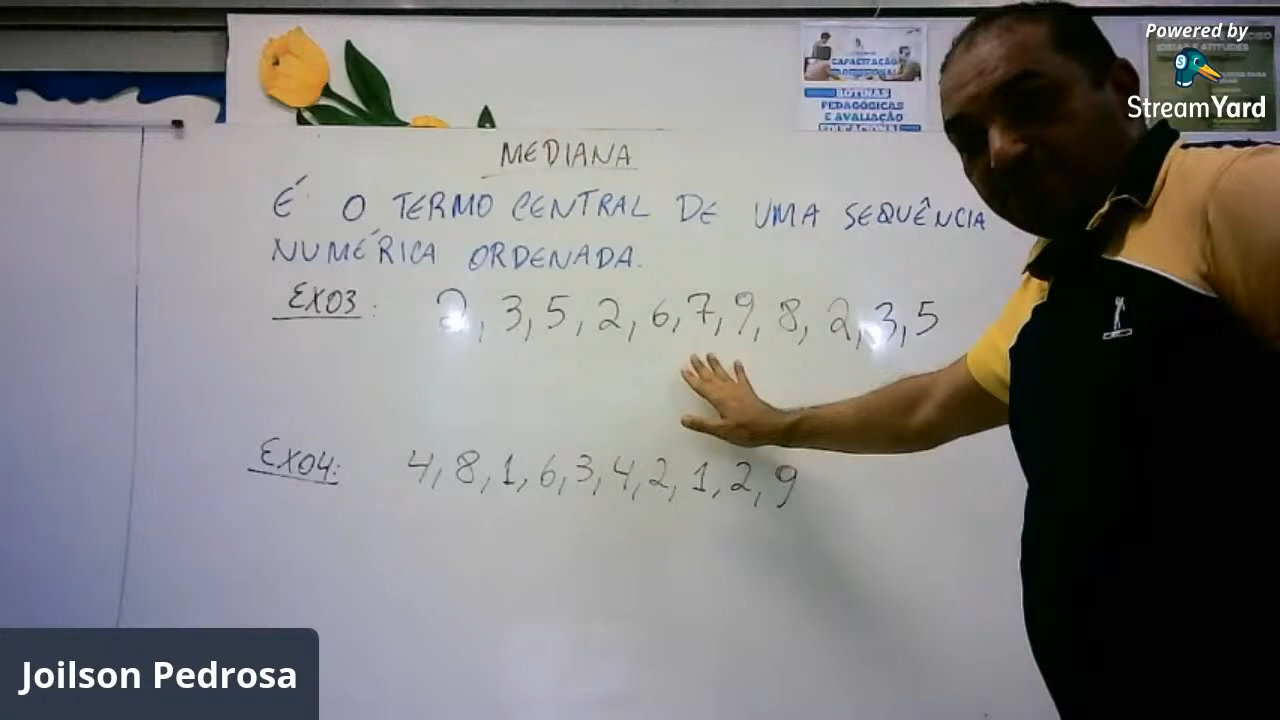 Powered by
StreamYard
CAPACITAÇÃO
ROTINAS
PEDAGÓGICAS
E AVALIAÇÃO
EDUCACIONAL
MEDIANA
É O TERMO CENTRAL DE UMA SEQUÊNCIA
NUMÉRICA ORDENADA.
EX03: 2, 3, 5, 2, 6, 7, 9, 8, 2, 3, 5
EX04: 4, 8, 1, 6, 3, 4, 2, 1, 2, 9
Joilson Pedrosa